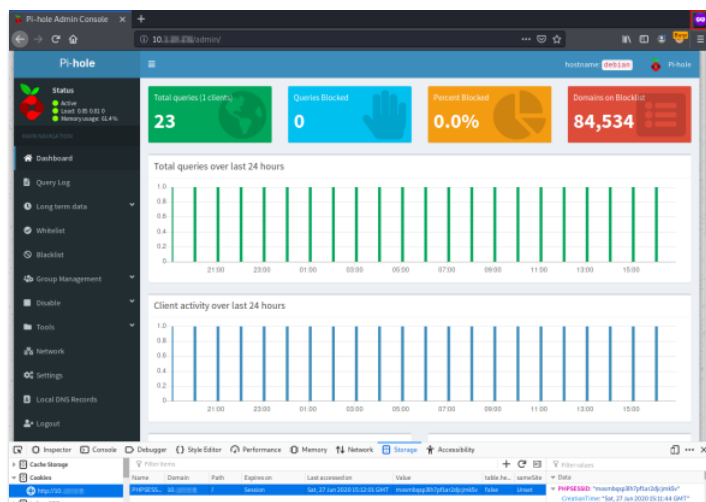 Pi-hole Admin Console
10.
/admin/
Pi-hole
hostname: debian
Pi-hole
Status
Active
Load: 0.05 0.01 0
Memory usage: 61.4%
MAIN NAVIGATION
Dashboard
Query Log
Long term data
Whitelist
Blacklist
Group Management
Disable
Tools
Network
Settings
Local DNS Records
Logout
Total queries (1 clients)
23
Queries Blocked
0
Percent Blocked
0.0%
Domains on Blocklist
84,534
Total queries over last 24 hours
1.0
0.8
0.6
0.4
0.2
0
21:00 23:00 01:00 03:00 05:00 07:00 09:00 11:00 13:00 15:00
Client activity over last 24 hours
1.0
0.8
0.6
0.4
0.2
0
21:00 23:00 01:00 03:00 05:00 07:00 09:00 11:00 13:00 15:00
Inspector Console Debugger Style Editor Performance Memory Network Storage Accessibility
Cache Storage
Cookies
http://10.
Filter items
Filter values
Name Domain Path Expires on Last accessed on Value sameSite
PHPSESS... 10. / Session Sat, 27 Jun 2020 15:12:01 GMT false Unset
Data
PHPSESSID:
CreationTime: "Sat, 27 Jun 2020 15:11:44 GMT"